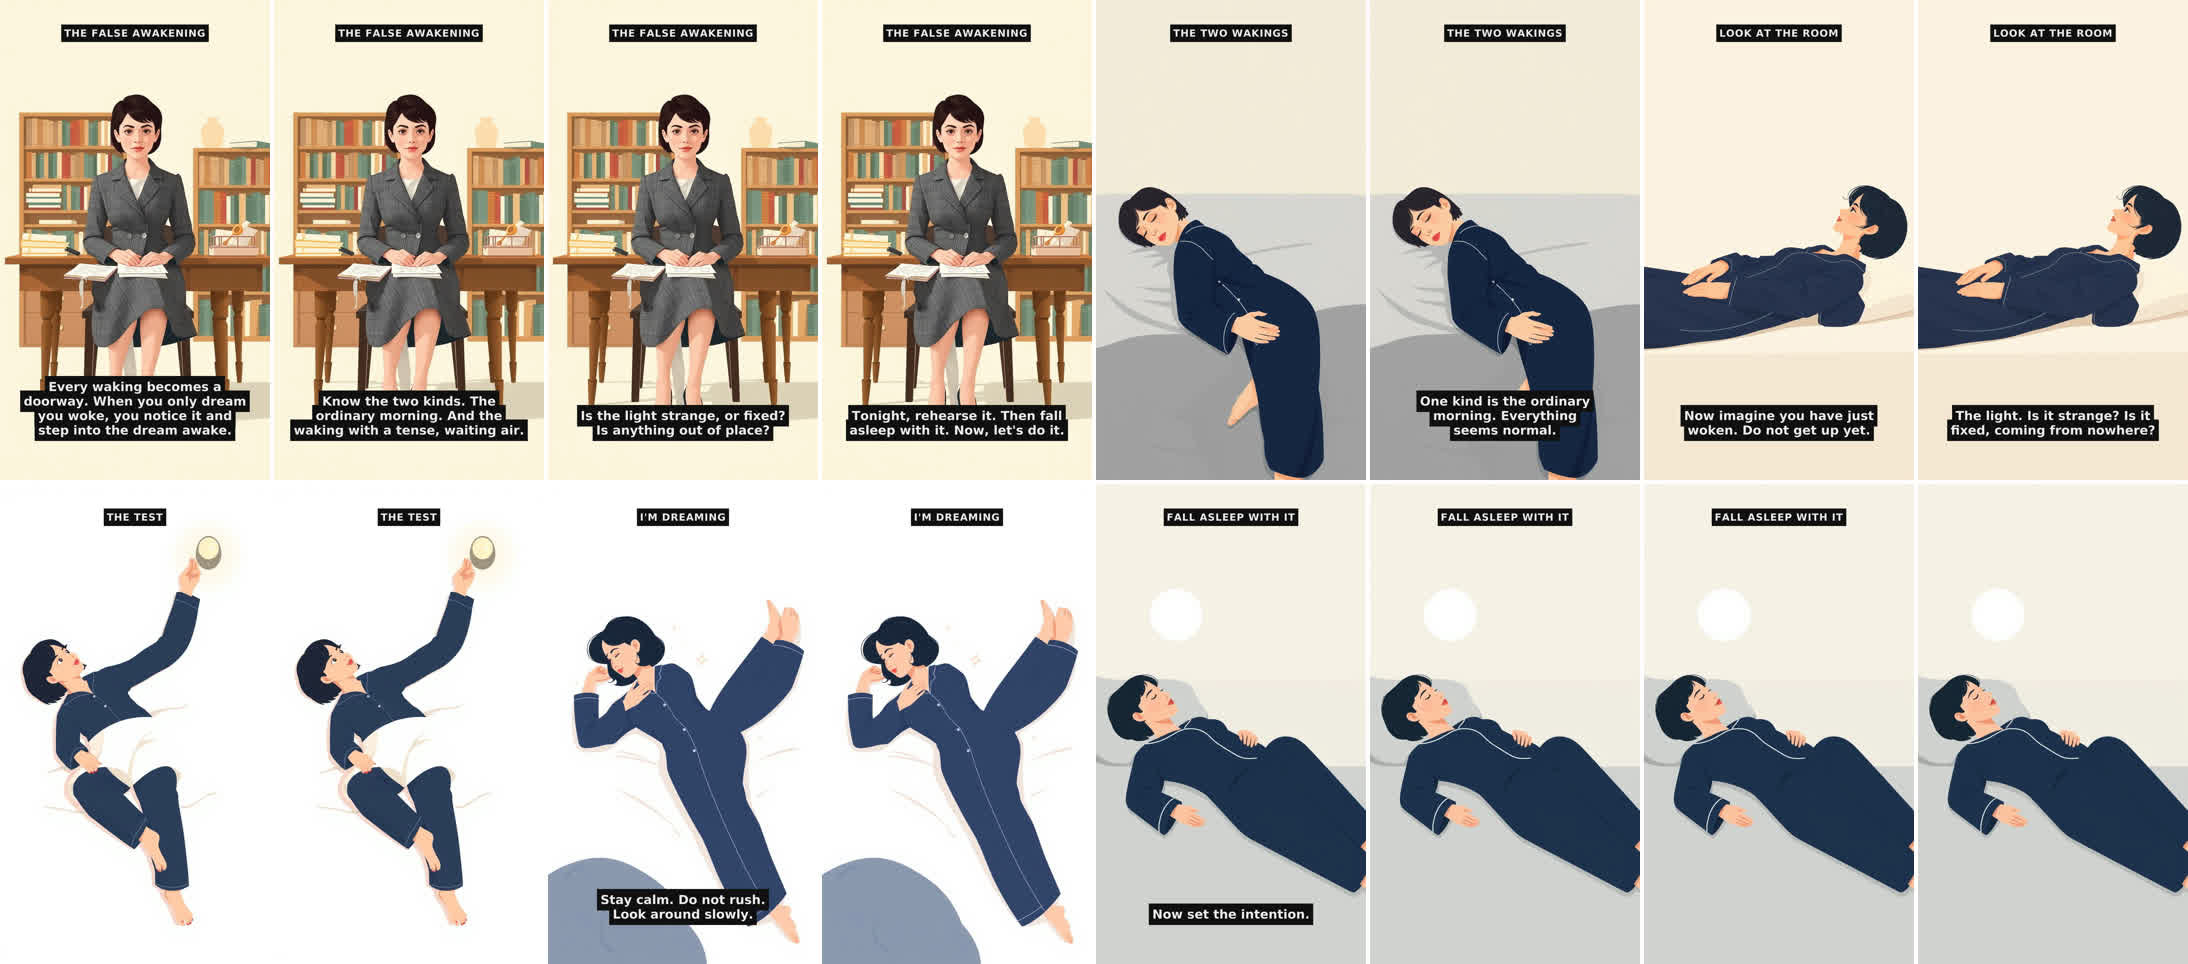 THE FALSE AWAKENING
Every waking becomes a
doorway. When you only dream
you woke, you notice it and
step into the dream awake.
THE FALSE AWAKENING
Know the two kinds. The
ordinary morning. And the
waking with a tense, waiting air.
THE FALSE AWAKENING
Is the light strange, or fixed?
Is anything out of place?
THE FALSE AWAKENING
Tonight, rehearse it. Then fall
asleep with it. Now, let's do it.
THE TWO WAKINGS
THE TWO WAKINGS
One kind is the ordinary
morning. Everything
seems normal.
LOOK AT THE ROOM
Now imagine you have just
woken. Do not get up yet.
LOOK AT THE ROOM
The light. Is it strange? Is it
fixed, coming from nowhere?
THE TEST
THE TEST
I'M DREAMING
Stay calm. Do not rush.
Look around slowly.
I'M DREAMING
FALL ASLEEP WITH IT
Now set the intention.
FALL ASLEEP WITH IT
FALL ASLEEP WITH IT